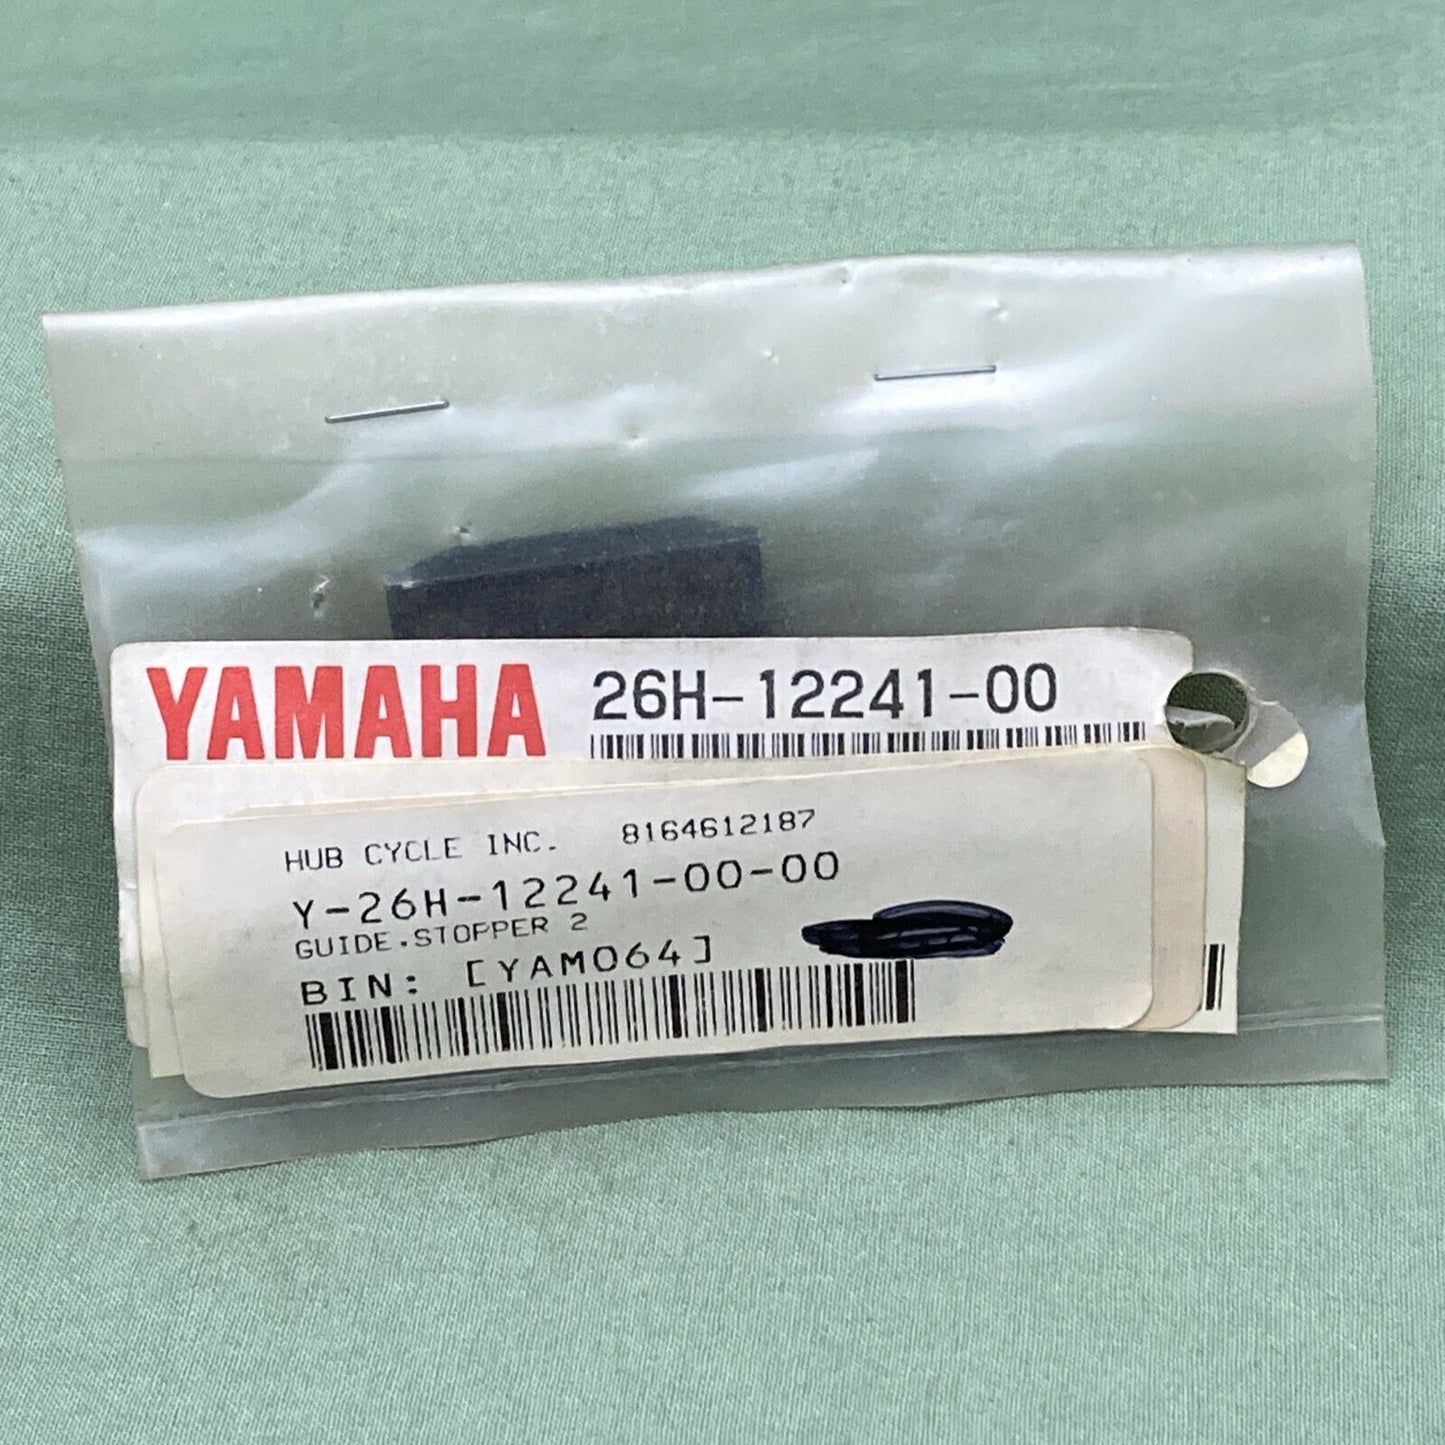 YAMAHA 26H-12241-00
HUB CYCLE INC. 8164612187
Y-26H-12241-00-00
GUIDE.STOPPER 2
BIN: [YAM064]